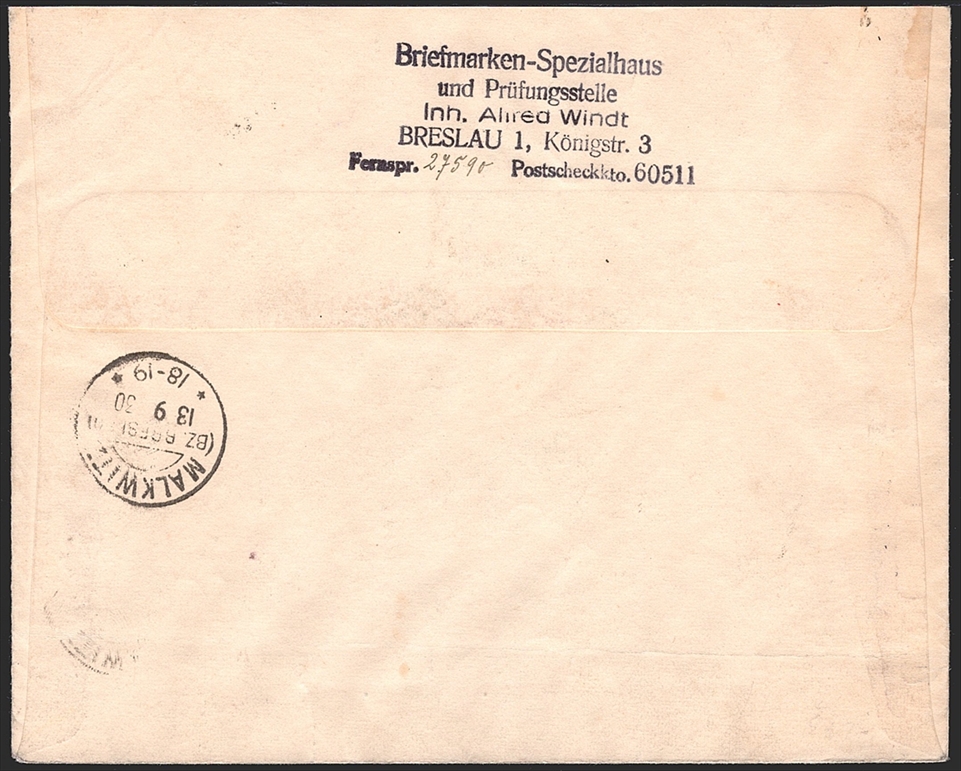 Briefmarken-Spezialhaus
und Prüfungsstelle
Inh. Alfred Windt
BRESLAU 1, Königstr. 3
Fernspr. 27590 Postscheckkto. 60511
MALKWITZ
(BZ. BRESLAU)
13 9 30
* 18-19 *